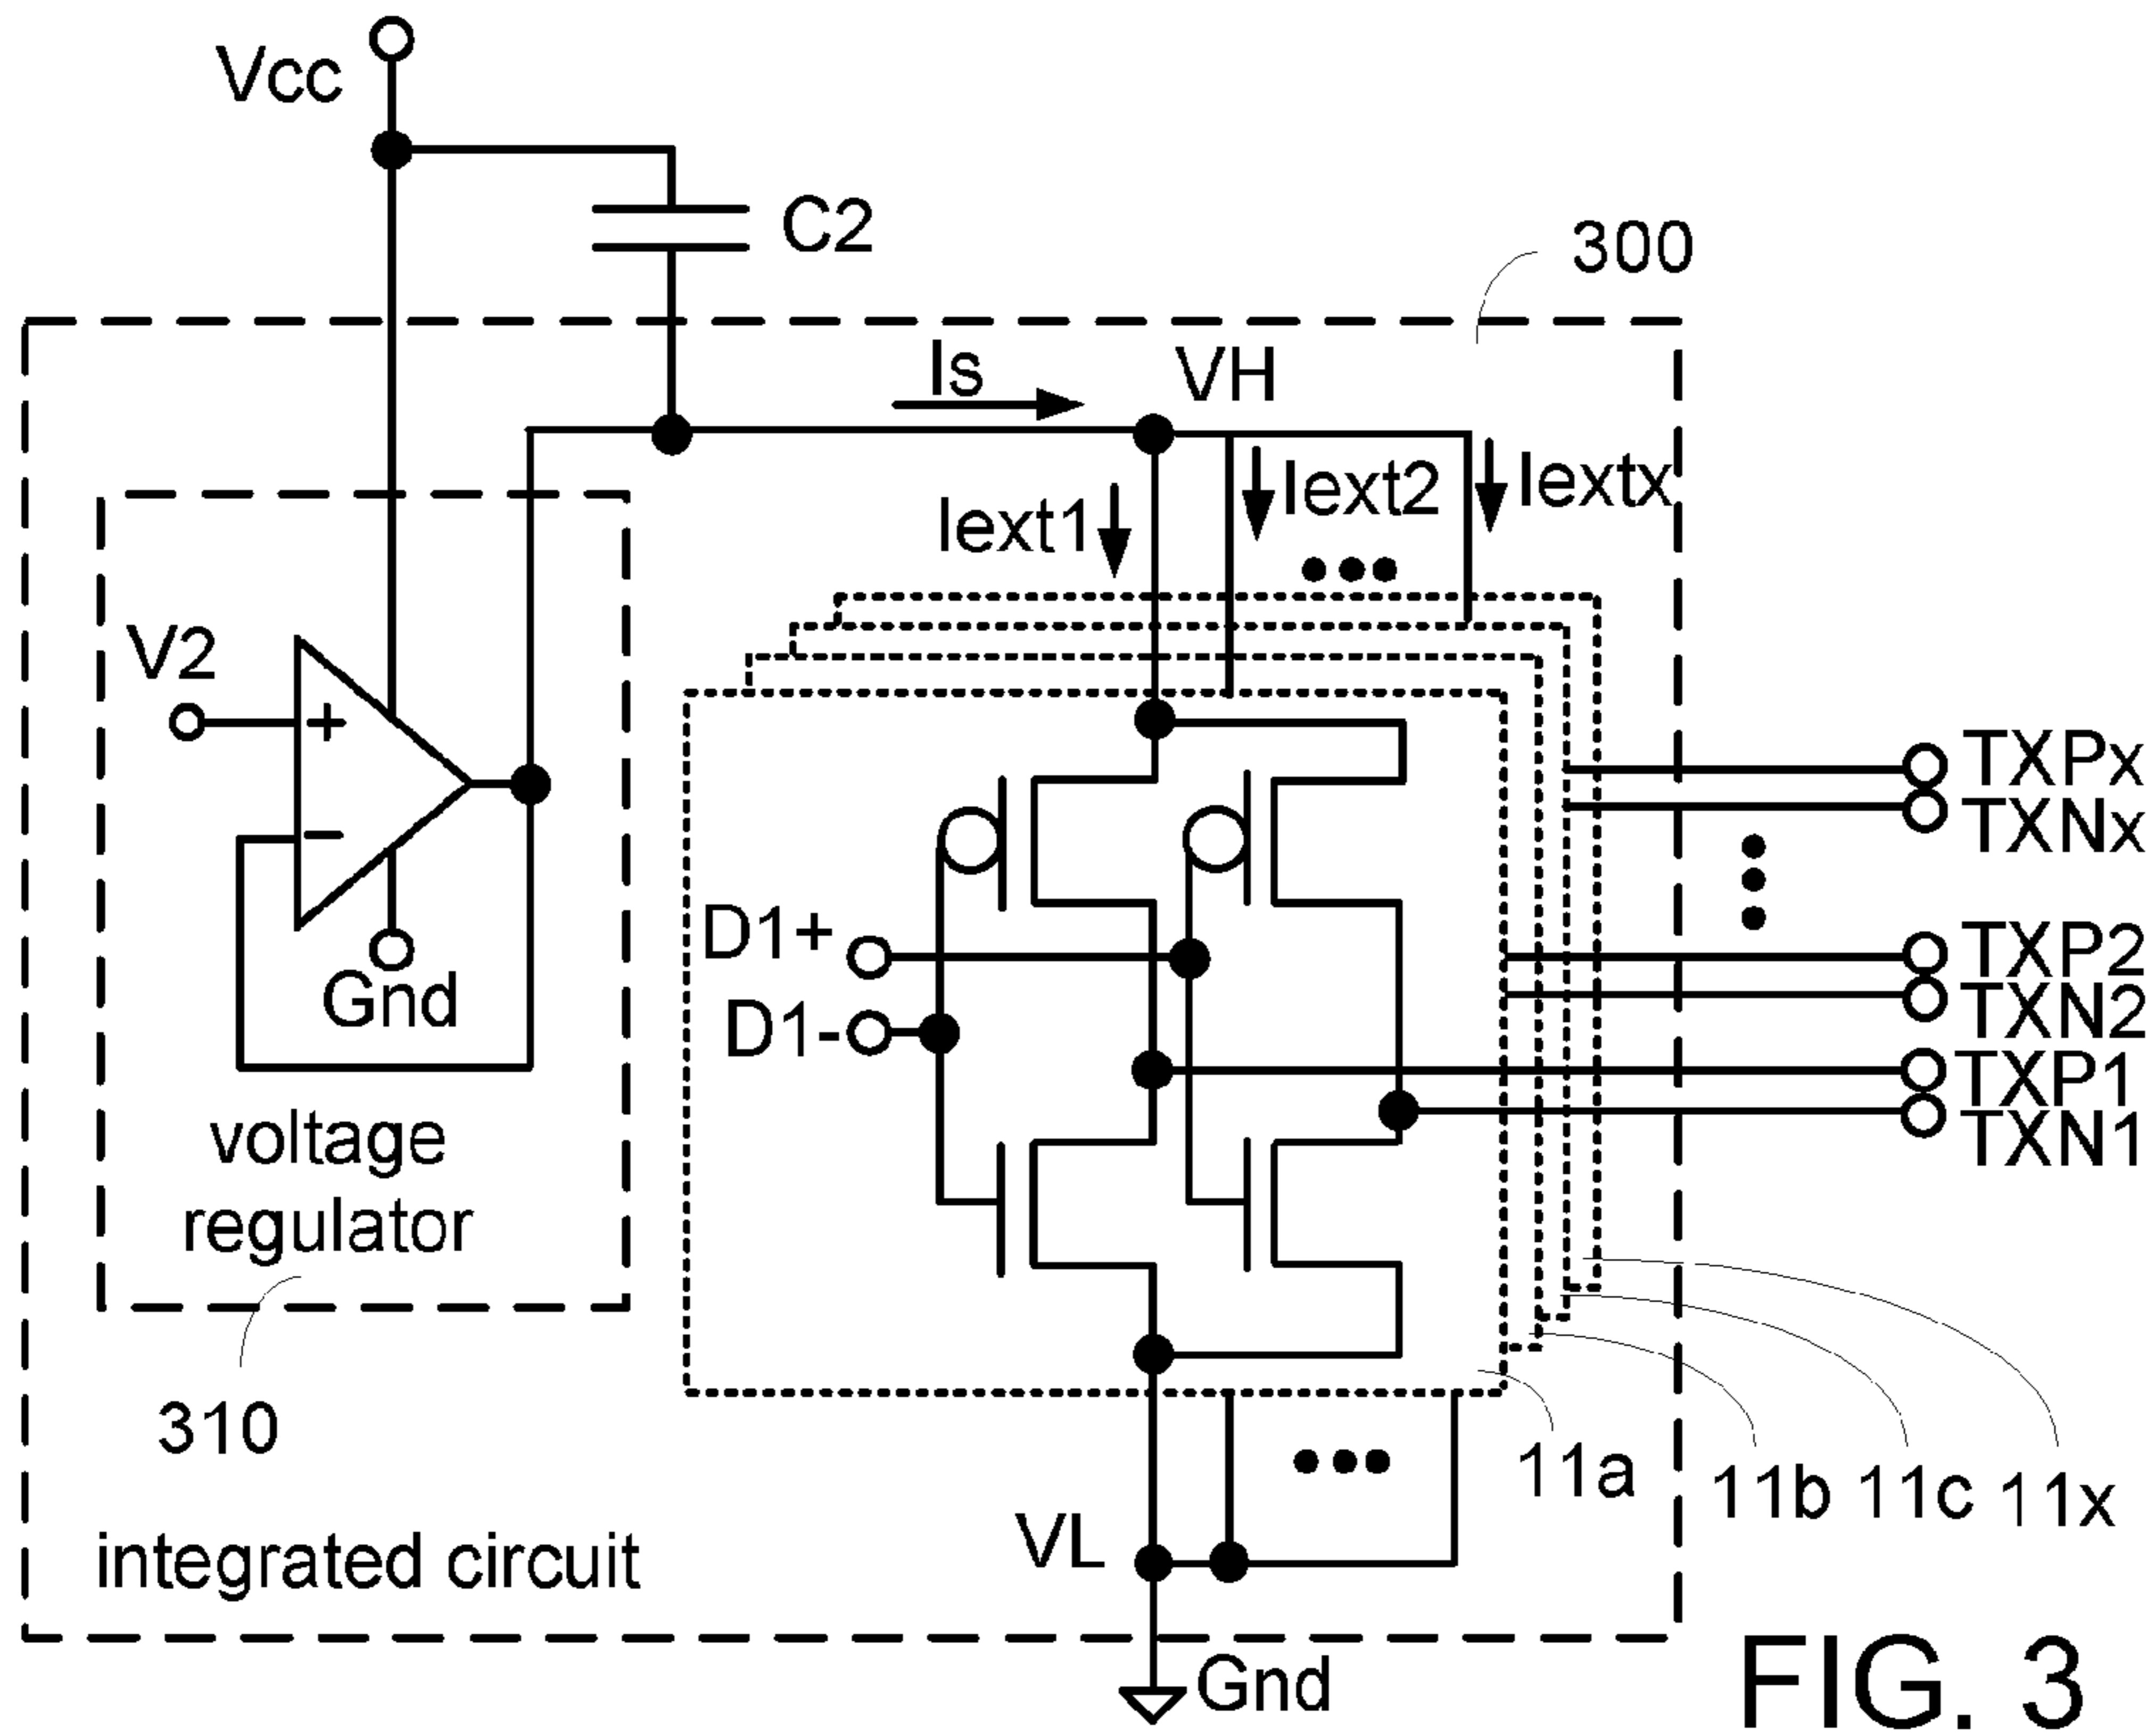 Vcc
C2
300
Is
VH
Iext1
Iext2
Iextx
V2
+
−
Gnd
D1+
D1-
TXPx
TXNx
TXP2
TXN2
TXP1
TXN1
voltage
regulator
310
11a
11b
11c
11x
VL
integrated circuit
Gnd
FIG. 3